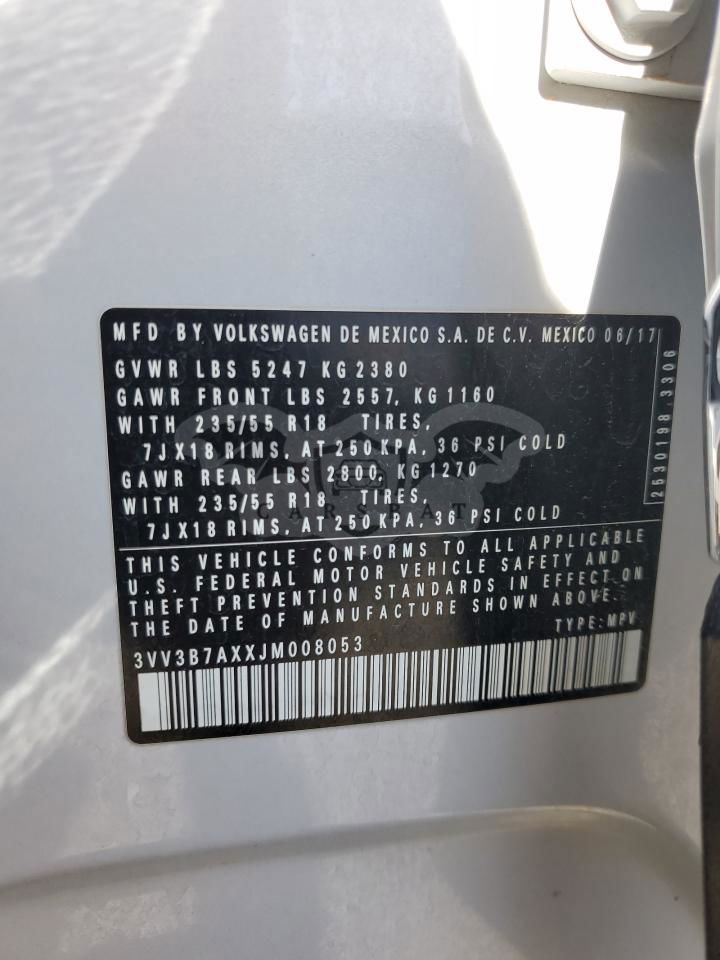 MFD BY VOLKSWAGEN DE MEXICO S.A. DE C.V. MEXICO 06/17
GVWR LBS 5247 KG 2380
GAWR FRONT LBS 2557, KG 1160
WITH 235/55 R18 TIRES,
7JX18 RIMS, AT 250 KPA, 36 PSI COLD
GAWR REAR LBS 2800, KG 1270
WITH 235/55 R18 TIRES,
7JX18 RIMS, AT 250 KPA, 36 PSI COLD
2530198.3306
CARSBAT
THIS VEHICLE CONFORMS TO ALL APPLICABLE
U.S. FEDERAL MOTOR VEHICLE SAFETY AND
THEFT PREVENTION STANDARDS IN EFFECT ON
THE DATE OF MANUFACTURE SHOWN ABOVE.
TYPE: MPV
3VV3B7AXXJM008053